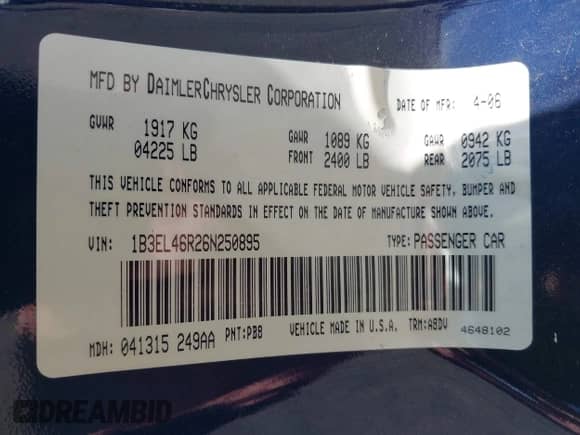 MFD BY DAIMLERCHRYSLER CORPORATION DATE OF MFR: 4-06
GVWR 1917 KG GAWR 1089 KG GAWR 0942 KG
04225 LB FRONT 2400 LB REAR 2075 LB
THIS VEHICLE CONFORMS TO ALL APPLICABLE FEDERAL MOTOR VEHICLE SAFETY, BUMPER AND
THEFT PREVENTION STANDARDS IN EFFECT ON THE DATE OF MANUFACTURE SHOWN ABOVE.
VIN: 1B3EL46R26N250895 TYPE: PASSENGER CAR
MDH: 041315 249AA PNT: PBB VEHICLE MADE IN U.S.A. TRM: A8DV 4648102
DREAMBID